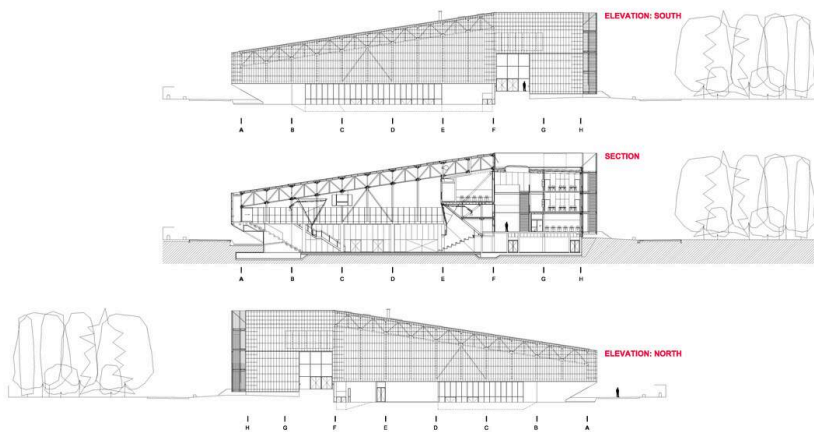 ELEVATION: SOUTH
A B C D E F G H
SECTION
A B C D E F G H
ELEVATION: NORTH
H G F E D C B A